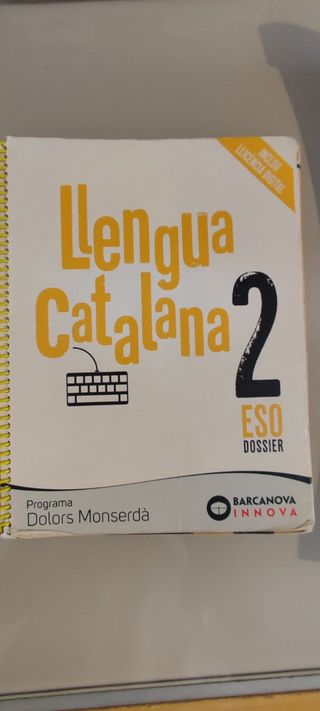 INCLOU
LLICÈNCIA DIGITAL
Llengua
Catalana 2
ESO
DOSSIER
Programa
Dolors Monserdà
BARCANOVA
INNOVA